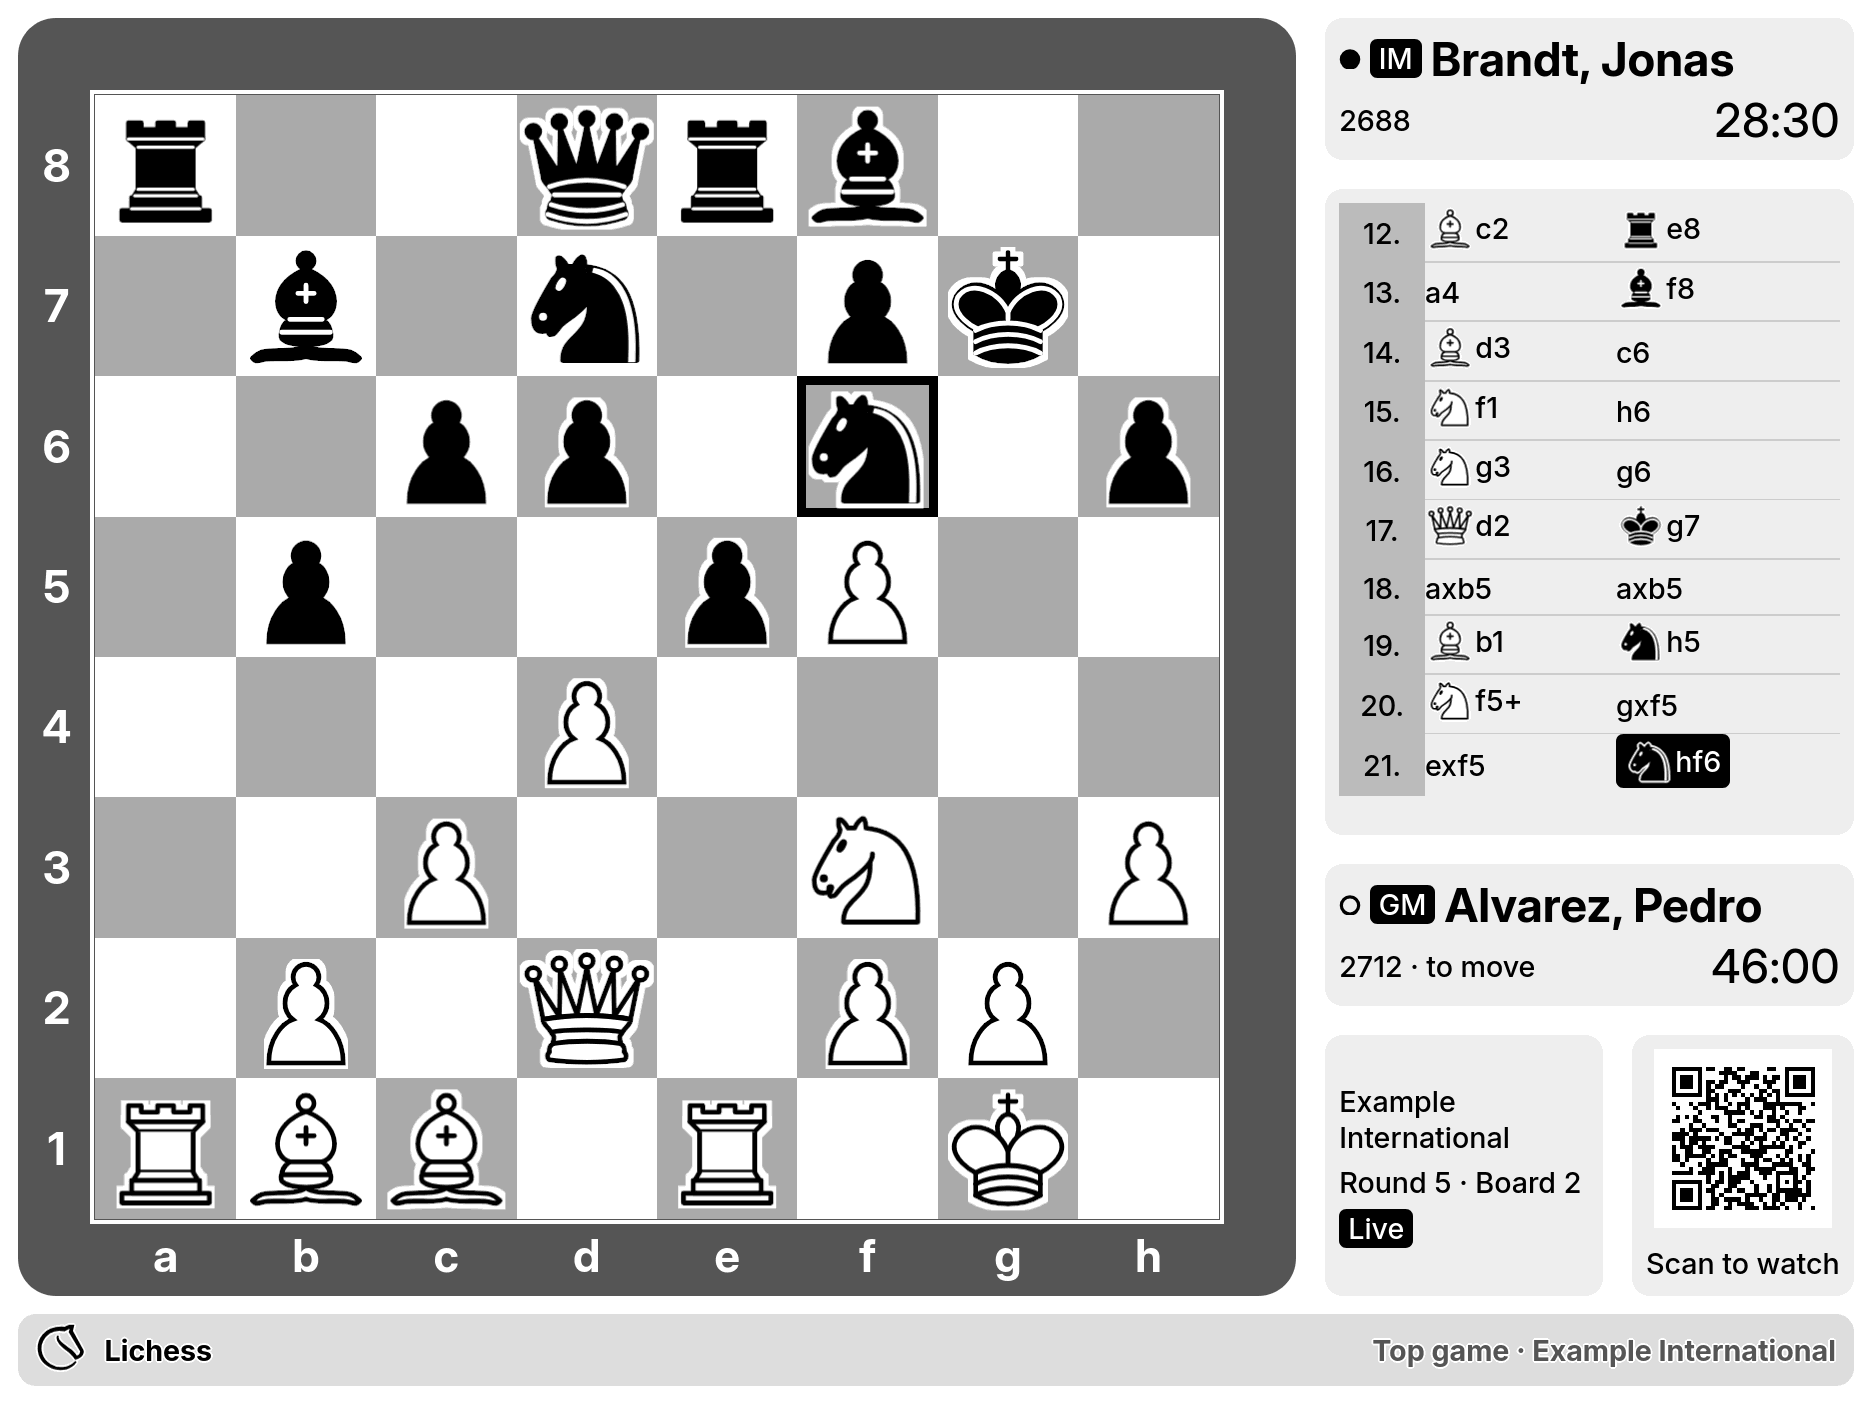 8
7
6
5
4
3
2
1
a b c d e f g h
IM Brandt, Jonas
2688 28:30
12. c2 e8
13. a4 f8
14. d3 c6
15. f1 h6
16. g3 g6
17. d2 g7
18. axb5 axb5
19. b1 h5
20. f5+ gxf5
21. exf5 hf6
GM Alvarez, Pedro
2712 · to move 46:00
Example
International
Round 5 · Board 2
Live
Scan to watch
Lichess
Top game · Example International